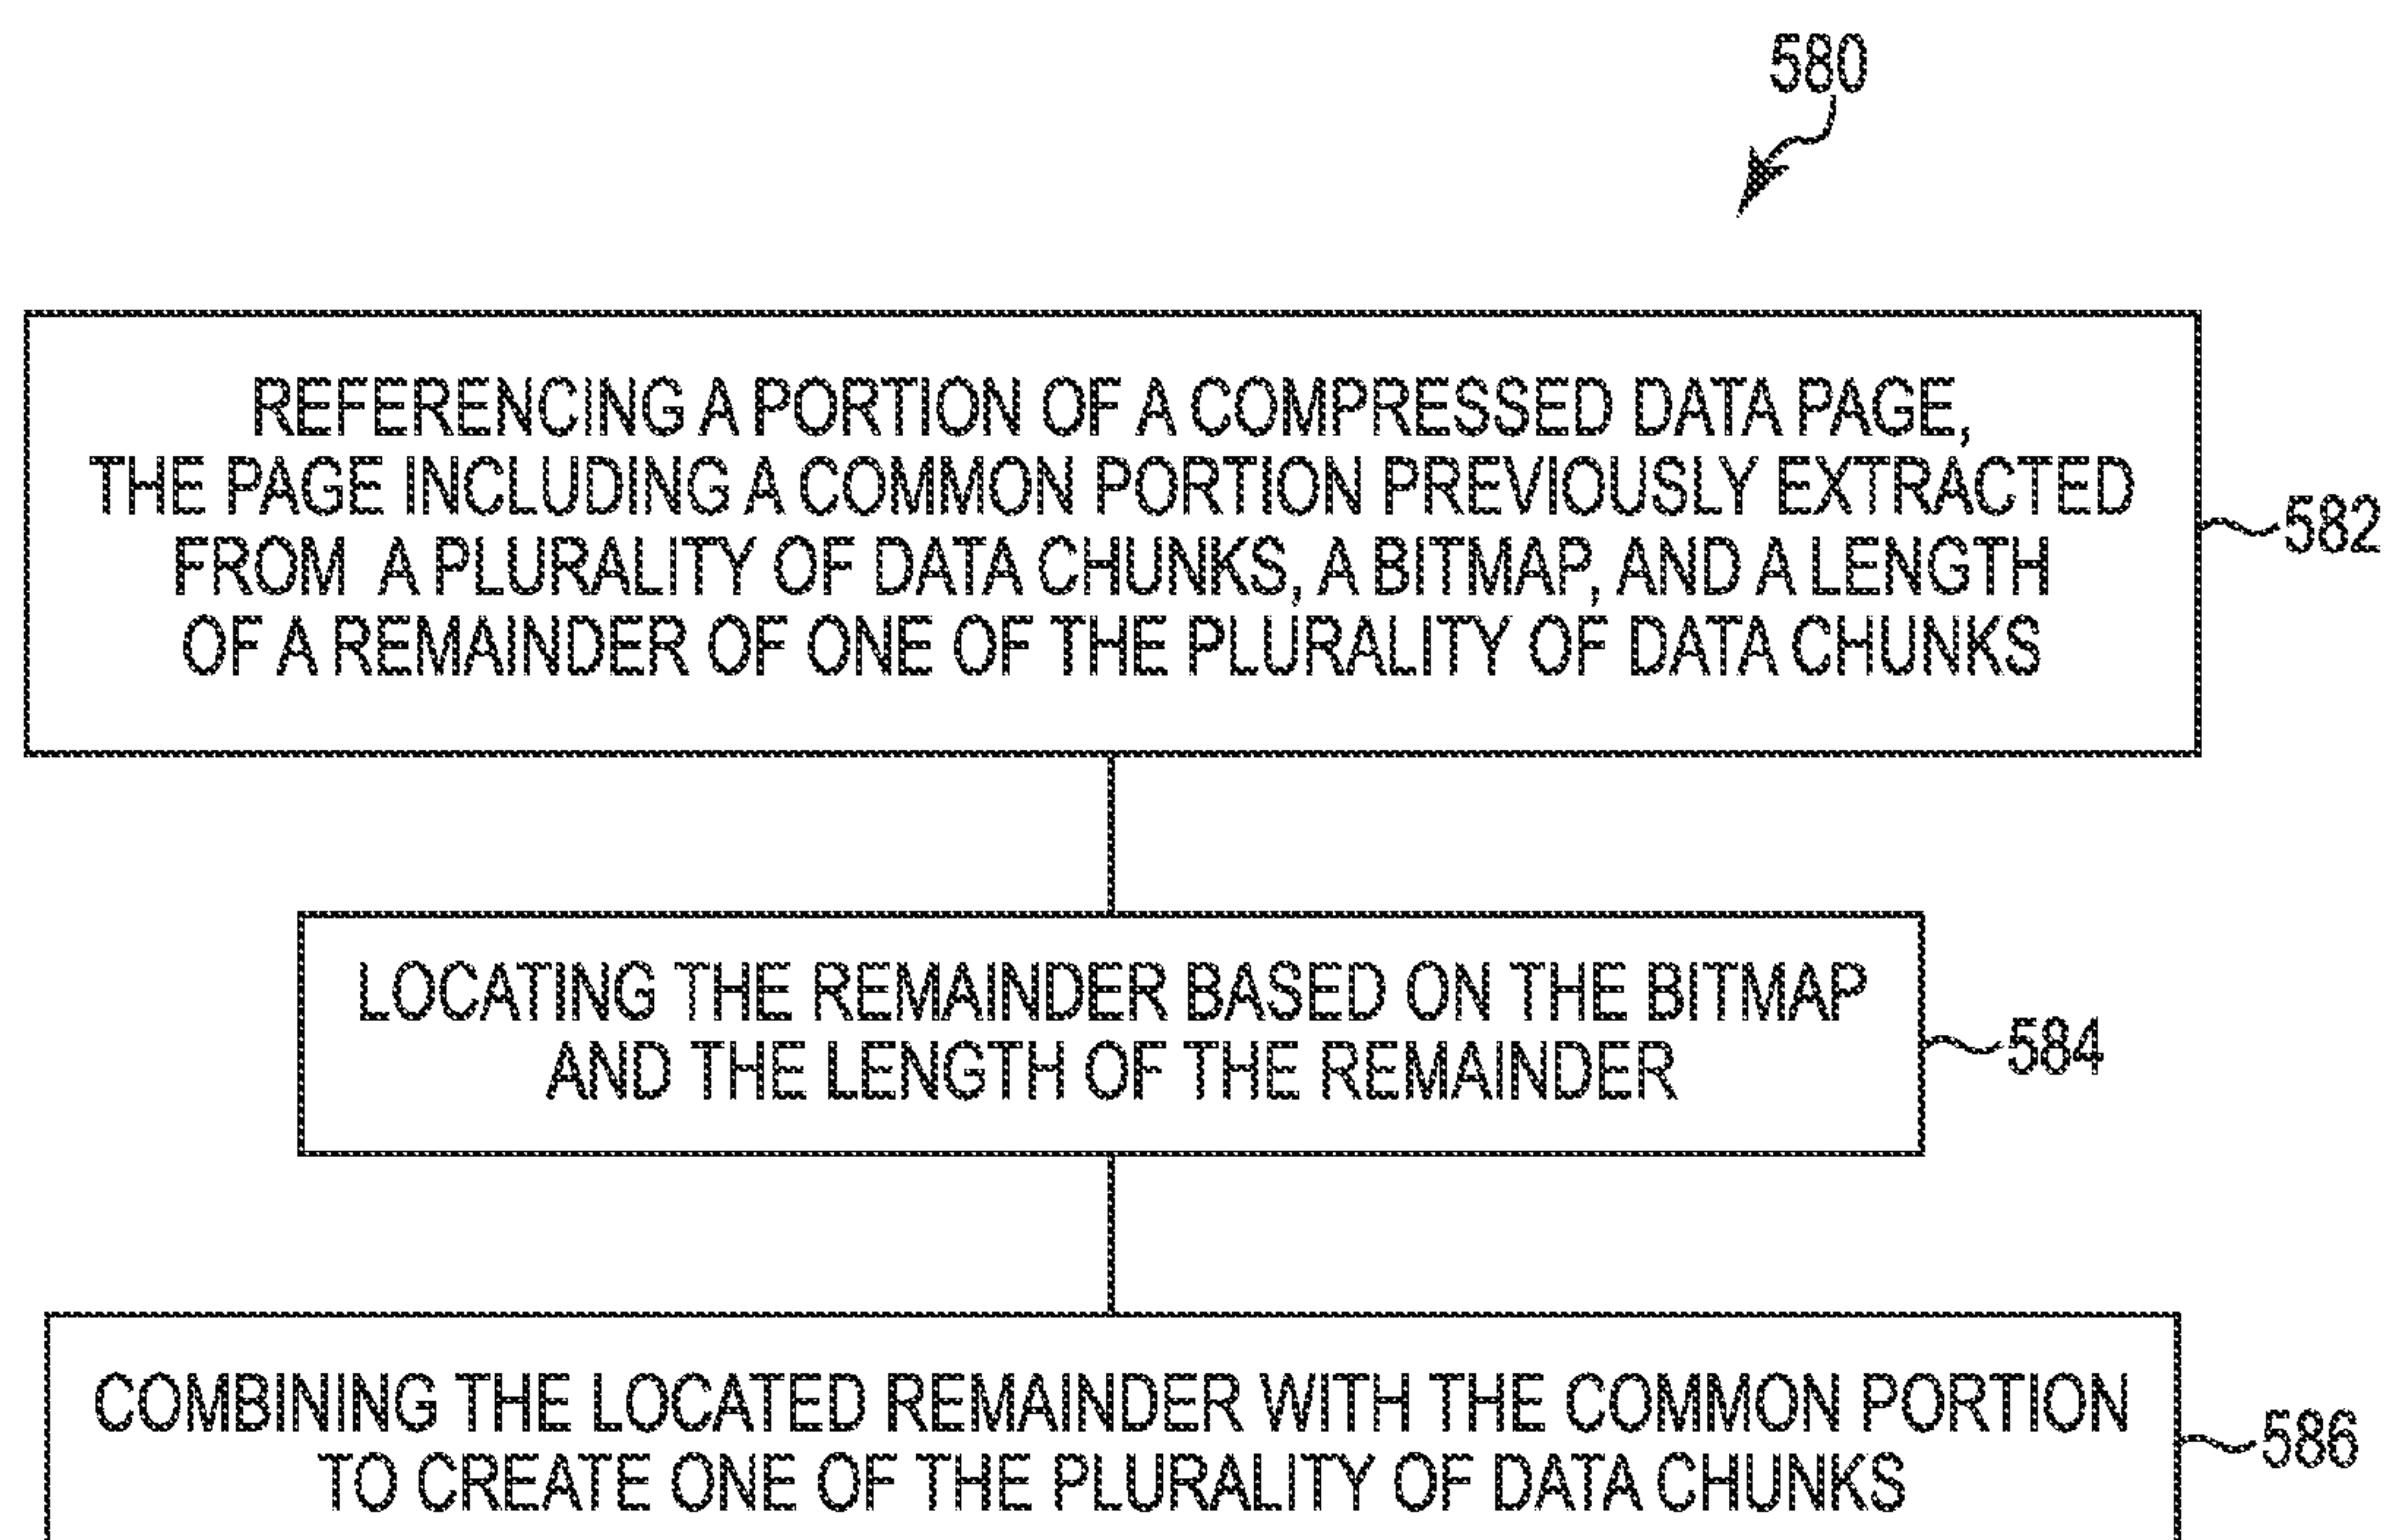 580
REFERENCING A PORTION OF A COMPRESSED DATA PAGE,
THE PAGE INCLUDING A COMMON PORTION PREVIOUSLY EXTRACTED
FROM A PLURALITY OF DATA CHUNKS, A BITMAP, AND A LENGTH
OF A REMAINDER OF ONE OF THE PLURALITY OF DATA CHUNKS
582
LOCATING THE REMAINDER BASED ON THE BITMAP
AND THE LENGTH OF THE REMAINDER
584
COMBINING THE LOCATED REMAINDER WITH THE COMMON PORTION
TO CREATE ONE OF THE PLURALITY OF DATA CHUNKS
586